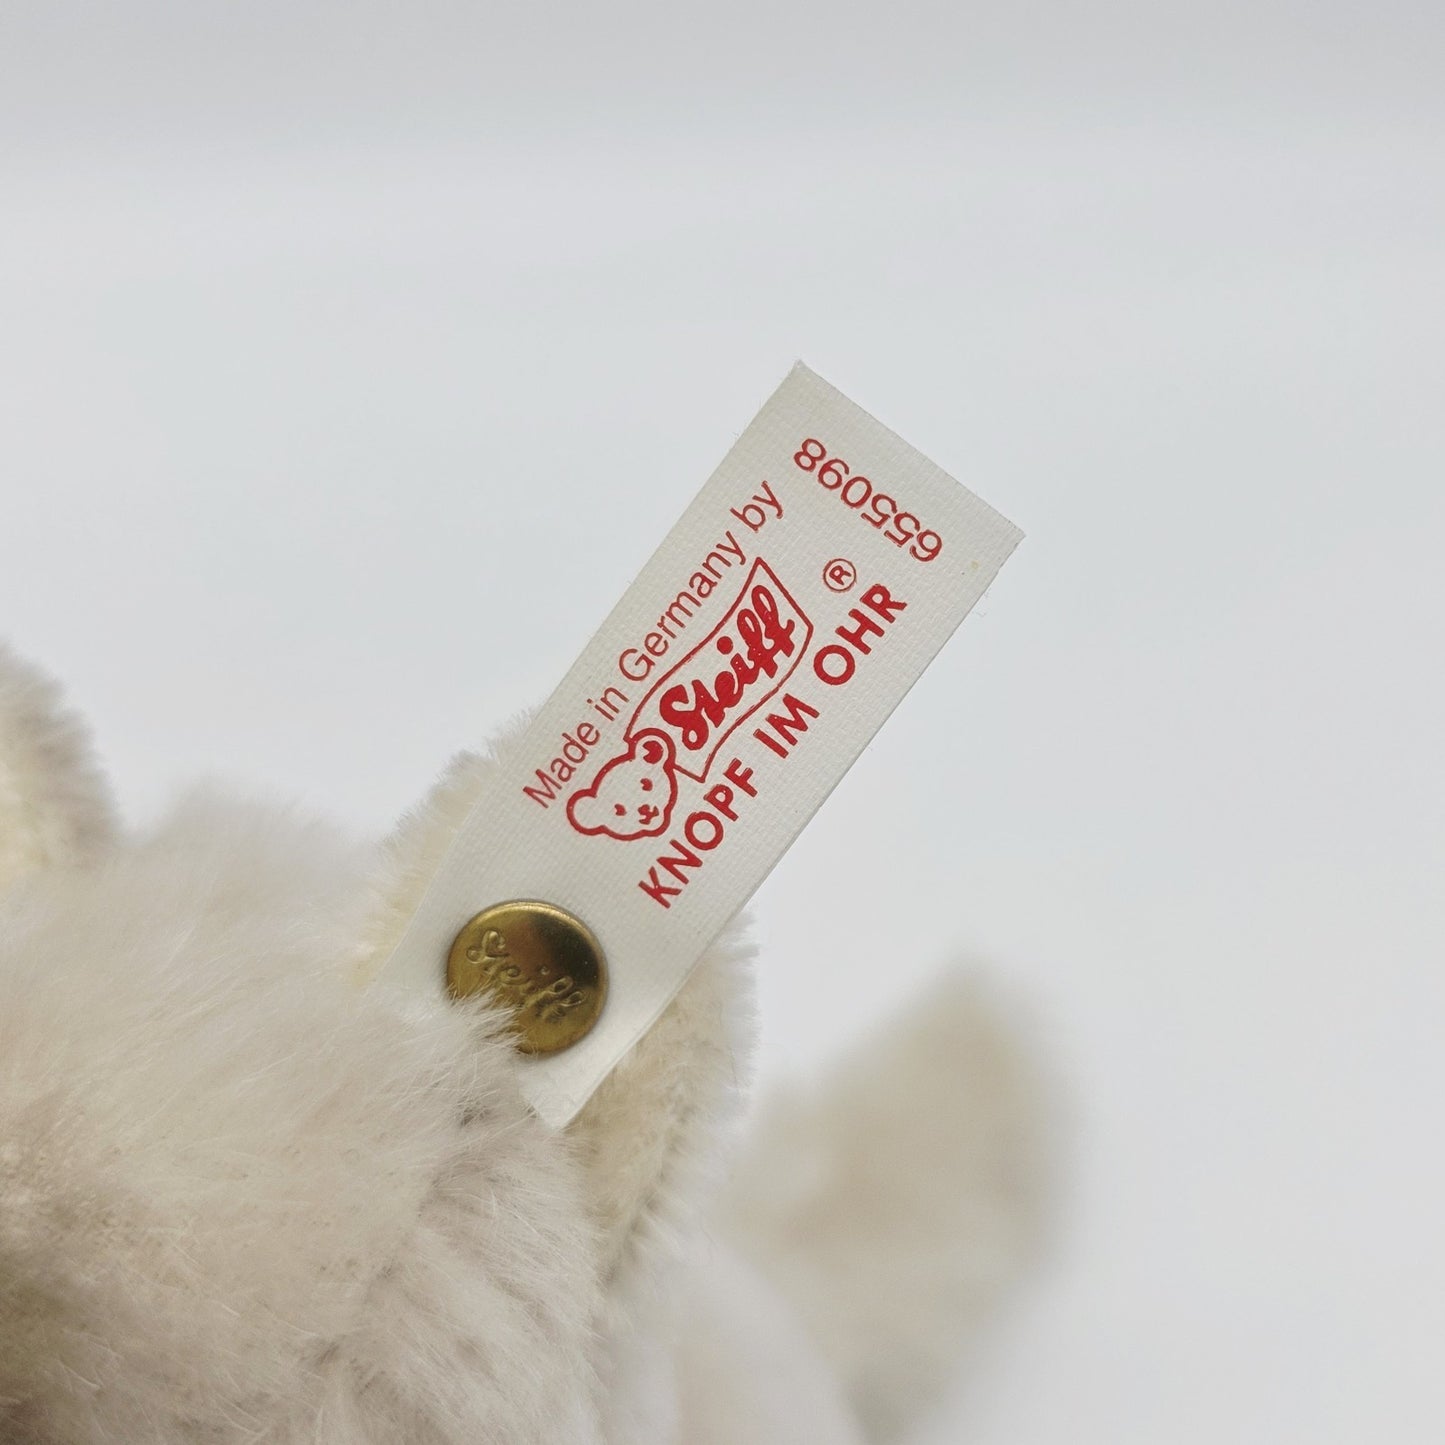 655098
Made in Germany by
Steiff ®
KNOPF IM OHR
Steiff